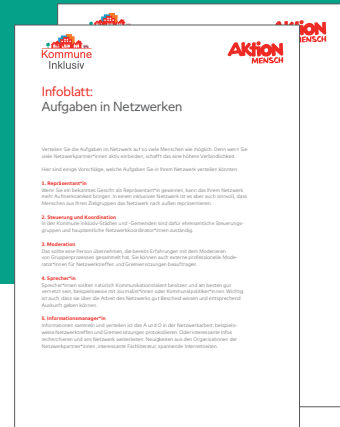 Kommune
Inklusiv
AKtiON
MENSCH
Infoblatt:
Aufgaben in Netzwerken
Verteilen Sie die Aufgaben im Netzwerk auf so viele Menschen wie möglich: Denn wenn Sie
viele Netzwerkpartner*innen aktiv einbinden, schafft das eine höhere Verbindlichkeit.
Hier sind einige Vorschläge, welche Aufgaben Sie in Ihrem Netzwerk verteilen könnten.
1. Repräsentant*in
Wenn Sie ein bekanntes Gesicht als Repräsentant*in gewinnen, kann das Ihrem Netzwerk
mehr Aufmerksamkeit bringen. In einem inklusiven Netzwerk ist es aber auch sinnvoll, dass
Menschen aus Ihren Zielgruppen das Netzwerk nach außen repräsentieren.
2. Steuerung und Koordination
In den Kommune-Inklusiv-Städten und -Gemeinden sind dafür ehrenamtliche Steuerungs-
gruppen und hauptamtliche Netzwerkkoordinator*innen zuständig.
3. Moderation
Das sollte eine Person übernehmen, die bereits Erfahrungen mit dem Moderieren
von Gruppenprozessen gesammelt hat. Sie können auch externe professionelle Mode-
rator*innen für Netzwerktreffen und Gremiensitzungen beauftragen.
4. Sprecher*in
Sprecher*innen sollten natürlich Kommunikationstalent besitzen und am besten gut
vernetzt sein, beispielsweise mit Journalist*innen oder Kommunalpolitiker*innen. Wichtig
ist auch, dass sie über die Arbeit des Netzwerks gut Bescheid wissen und entsprechend
Auskunft geben können.
5. Informationsmanager*in
Informationen sammeln und verteilen ist das A und O in der Netzwerkarbeit: beispiels-
weise Netzwerktreffen und Gremiensitzungen protokollieren. Oder interessante Infos
recherchieren und ans Netzwerk weiterleiten: Neuigkeiten aus den Organisationen der
Netzwerkpartner*innen, interessante Fachliteratur, spannende Internetseiten.